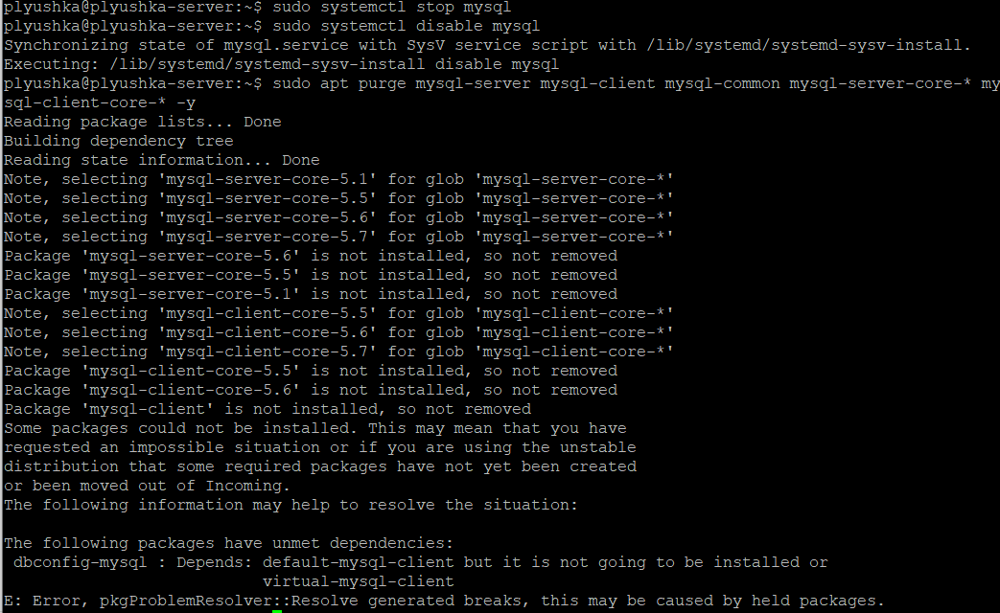 plyushka@plyushka-server:~$ sudo systemctl stop mysql
plyushka@plyushka-server:~$ sudo systemctl disable mysql
Synchronizing state of mysql.service with SysV service script with /lib/systemd/systemd-sysv-install.
Executing: /lib/systemd/systemd-sysv-install disable mysql
plyushka@plyushka-server:~$ sudo apt purge mysql-server mysql-client mysql-common mysql-server-core-* my
sql-client-core-* -y
Reading package lists... Done
Building dependency tree
Reading state information... Done
Note, selecting 'mysql-server-core-5.1' for glob 'mysql-server-core-*'
Note, selecting 'mysql-server-core-5.5' for glob 'mysql-server-core-*'
Note, selecting 'mysql-server-core-5.6' for glob 'mysql-server-core-*'
Note, selecting 'mysql-server-core-5.7' for glob 'mysql-server-core-*'
Package 'mysql-server-core-5.6' is not installed, so not removed
Package 'mysql-server-core-5.5' is not installed, so not removed
Package 'mysql-server-core-5.1' is not installed, so not removed
Note, selecting 'mysql-client-core-5.5' for glob 'mysql-client-core-*'
Note, selecting 'mysql-client-core-5.6' for glob 'mysql-client-core-*'
Note, selecting 'mysql-client-core-5.7' for glob 'mysql-client-core-*'
Package 'mysql-client-core-5.5' is not installed, so not removed
Package 'mysql-client-core-5.6' is not installed, so not removed
Package 'mysql-client' is not installed, so not removed
Some packages could not be installed. This may mean that you have
requested an impossible situation or if you are using the unstable
distribution that some required packages have not yet been created
or been moved out of Incoming.
The following information may help to resolve the situation:

The following packages have unmet dependencies:
 dbconfig-mysql : Depends: default-mysql-client but it is not going to be installed or
                           virtual-mysql-client
E: Error, pkgProblemResolver::Resolve generated breaks, this may be caused by held packages.